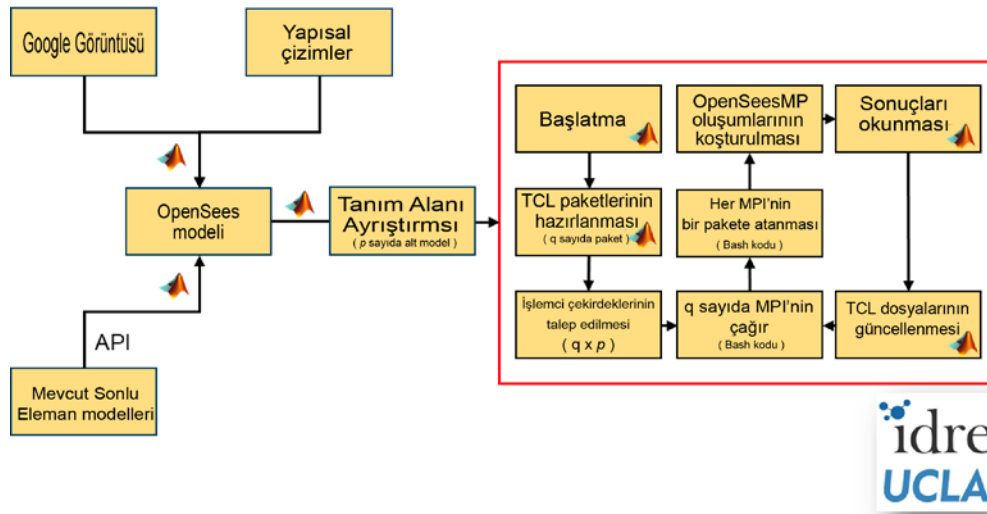 Google Görüntüsü
Yapısal
çizimler
OpenSees
modeli
API
Mevcut Sonlu
Eleman modelleri
Tanım Alanı
Ayrıştırmsı
( p sayıda alt model )
Başlatma
TCL paketlerinin
hazırlanması
( q sayıda paket )
İşlemci çekirdeklerinin
talep edilmesi
( q x p )
OpenSeesMP
oluşumlarının
koşturulması
Her MPI'nin
bir pakete atanması
(Bash kodu)
q sayıda MPI'nin
çağır
( Bash kodu )
Sonuçları
okunması
TCL dosyalarının
güncellenmesi
idre
UCLA